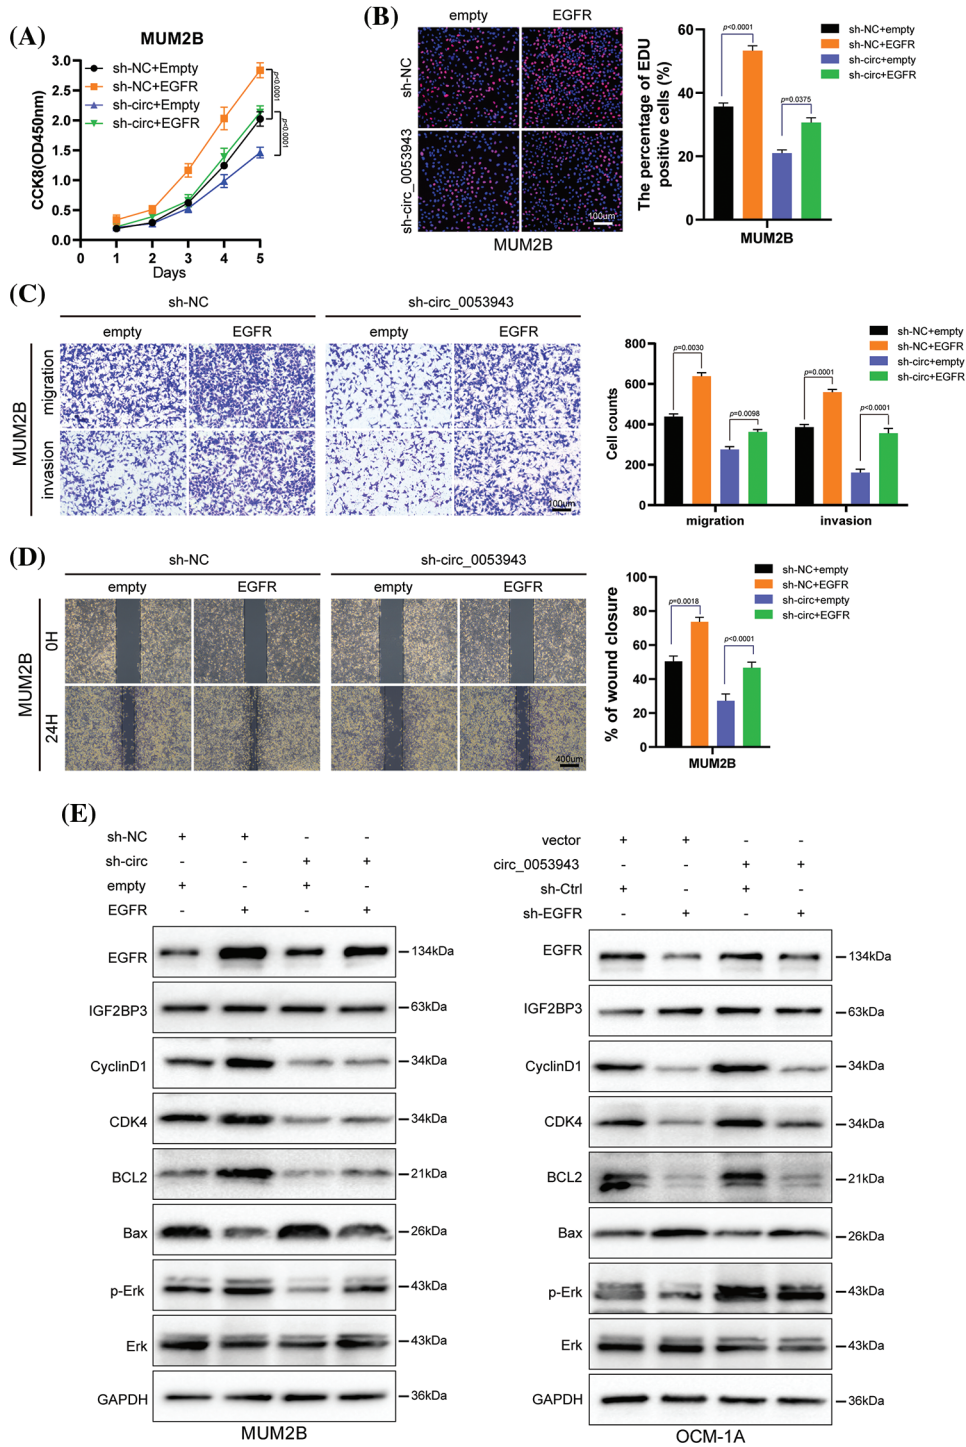 (A)
MUM2B
CCK8(OD450nm)
3.0
2.5
2.0
1.5
1.0
0.5
0.0
0 1 2 3 4 5
Days
sh-NC+Empty
sh-NC+EGFR
sh-circ+Empty
sh-circ+EGFR
p<0.0001
p<0.0001
(B)
empty EGFR
sh-NC
sh-circ_0053943
100um
MUM2B
The percentage of EDU
positive cells (%)
60
40
20
0
p<0.0001
p=0.0375
MUM2B
sh-NC+empty
sh-NC+EGFR
sh-circ+empty
sh-circ+EGFR
(C)
sh-NC sh-circ_0053943
empty EGFR empty EGFR
MUM2B
migration
invasion
100um
Cell counts
800
600
400
200
0
p=0.0030
p=0.0098
p=0.0001
p<0.0001
migration invasion
sh-NC+empty
sh-NC+EGFR
sh-circ+empty
sh-circ+EGFR
(D)
sh-NC sh-circ_0053943
empty EGFR empty EGFR
MUM2B
0H
24H
400um
% of wound closure
100
80
60
40
20
0
p=0.0018
p<0.0001
MUM2B
sh-NC+empty
sh-NC+EGFR
sh-circ+empty
sh-circ+EGFR
(E)
sh-NC + + - -
sh-circ - - + +
empty + - + -
EGFR - + - +
EGFR 134kDa
IGF2BP3 63kDa
CyclinD1 34kDa
CDK4 34kDa
BCL2 21kDa
Bax 26kDa
p-Erk 43kDa
Erk 43kDa
GAPDH 36kDa
MUM2B
vector + + - -
circ_0053943 - - + +
sh-Ctrl + - + -
sh-EGFR - + - +
EGFR 134kDa
IGF2BP3 63kDa
CyclinD1 34kDa
CDK4 34kDa
BCL2 21kDa
Bax 26kDa
p-Erk 43kDa
Erk 43kDa
GAPDH 36kDa
OCM-1A